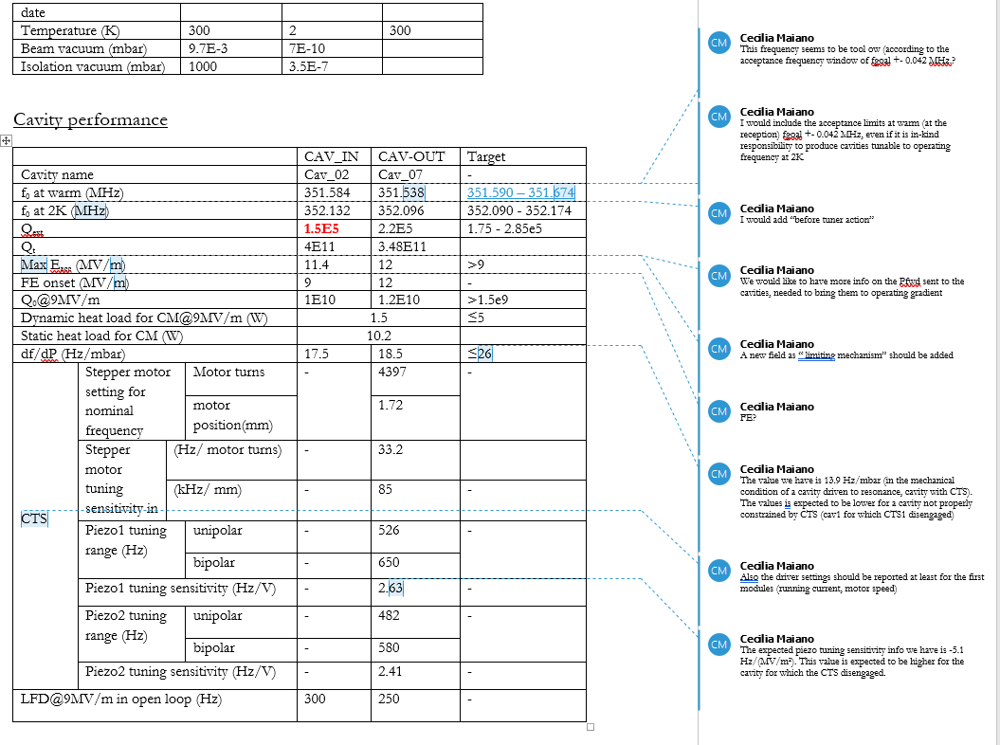 date
Temperature (K) 300 2 300
Beam vacuum (mbar) 9.7E-3 7E-10
Isolation vacuum (mbar) 1000 3.5E-7
Cavity performance
CAV_IN CAV-OUT Target
Cavity name Cav_02 Cav_07 -
f₀ at warm (MHz) 351.584 351.538 351.590 – 351.674
f₀ at 2K (MHz) 352.132 352.096 352.090 - 352.174
Qext 1.5E5 2.2E5 1.75 - 2.85e5
Qt 4E11 3.48E11
Max Eacc (MV/m) 11.4 12 >9
FE onset (MV/m) 9 12 -
Q₀@9MV/m 1E10 1.2E10 >1.5e9
Dynamic heat load for CM@9MV/m (W) 1.5 ≤5
Static heat load for CM (W) 10.2
df/dP (Hz/mbar) 17.5 18.5 ≤26
CTS
Stepper motor Motor turns - 4397 -
setting for
nominal
frequency
motor 1.72
position(mm)
Stepper (Hz/ motor turns) - 33.2
motor
tuning (kHz/ mm) - 85 -
sensitivity in
Piezo1 tuning unipolar - 526 -
range (Hz)
bipolar - 650
Piezo1 tuning sensitivity (Hz/V) - 2.63 -
Piezo2 tuning unipolar - 482 -
range (Hz)
bipolar - 580
Piezo2 tuning sensitivity (Hz/V) - 2.41 -
LFD@9MV/m in open loop (Hz) 300 250 -
CM Cecilia Maiano
This frequency seems to be tool ow (according to the
acceptance frequency window of fgoal +- 0.042 MHz.?
CM Cecilia Maiano
I would include the acceptance limits at warm (at the
reception) fgoal +- 0.042 MHz, even if it is in-kind
responsibility to produce cavities tunable to operating
frequency at 2K
CM Cecilia Maiano
I would add “before tuner action”
CM Cecilia Maiano
We would like to have more info on the Pfwd sent to the
cavities, needed to bring them to operating gradient
CM Cecilia Maiano
A new field as “ limiting mechanism” should be added
CM Cecilia Maiano
FE?
CM Cecilia Maiano
The value we have is 13.9 Hz/mbar (in the mechanical
condition of a cavity driven to resonance, cavity with CTS).
The values is expected to be lower for a cavity not properly
constrained by CTS (cav1 for which CTS1 disengaged)
CM Cecilia Maiano
Also the driver settings should be reported at least for the first
modules (running current, motor speed)
CM Cecilia Maiano
The expected piezo tuning sensitivity info we have is -5.1
Hz/(MV/m²). This value is expected to be higher for the
cavity for which the CTS disengaged.